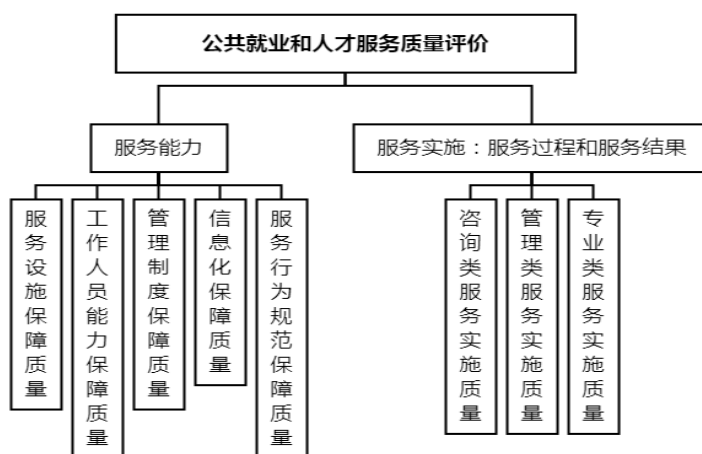 公共就业和人才服务质量评价
服务能力
服务实施：服务过程和服务结果
服务设施保障质量
工作人员能力保障质量
管理制度保障质量
信息化保障质量
服务行为规范保障质量
咨询类服务实施质量
管理类服务实施质量
专业类服务实施质量